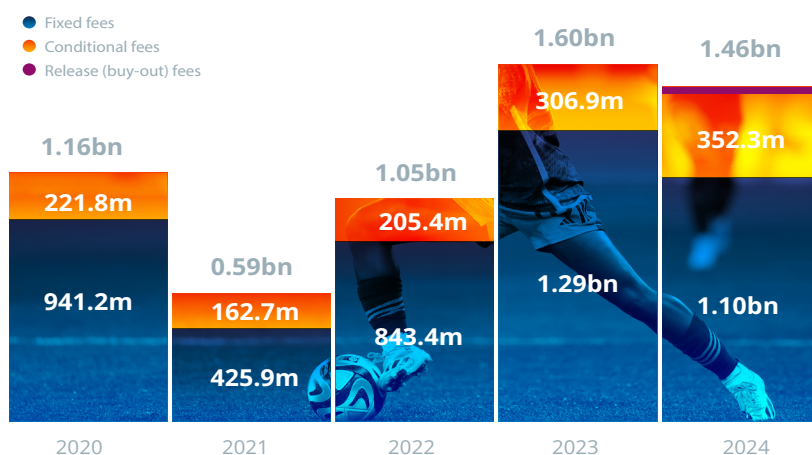 Fixed fees
Conditional fees
Release (buy-out) fees
1.16bn
221.8m
941.2m
0.59bn
162.7m
425.9m
1.05bn
205.4m
843.4m
1.60bn
306.9m
1.29bn
1.46bn
352.3m
1.10bn
2020
2021
2022
2023
2024